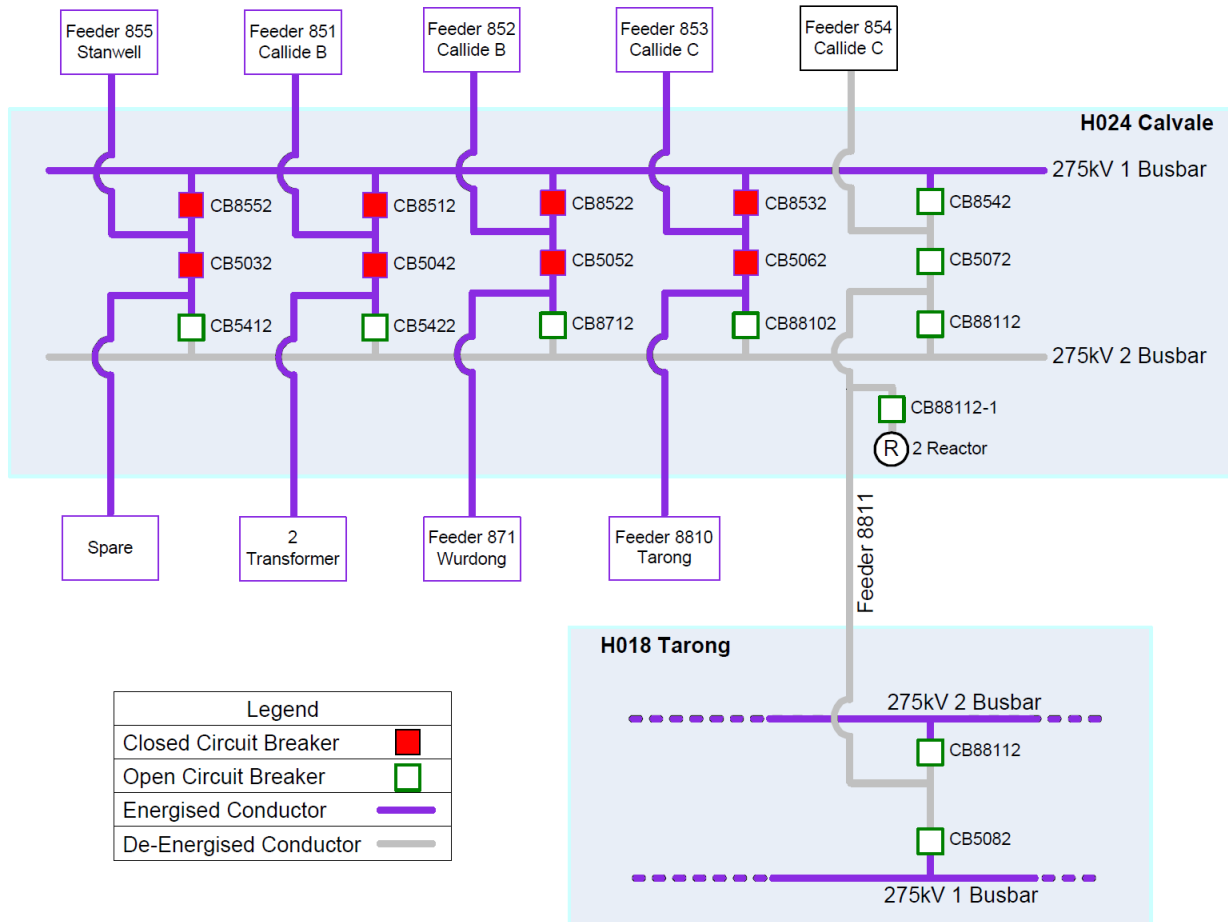 Feeder 855
Stanwell
Feeder 851
Callide B
Feeder 852
Callide B
Feeder 853
Callide C
Feeder 854
Callide C
H024 Calvale
275kV 1 Busbar
CB8552
CB8512
CB8522
CB8532
CB8542
CB5032
CB5042
CB5052
CB5062
CB5072
CB5412
CB5422
CB8712
CB88102
CB88112
275kV 2 Busbar
CB88112-1
R
2 Reactor
Spare
2
Transformer
Feeder 871
Wurdong
Feeder 8810
Tarong
Feeder 8811
H018 Tarong
275kV 2 Busbar
CB88112
CB5082
275kV 1 Busbar
Legend
Closed Circuit Breaker
Open Circuit Breaker
Energised Conductor
De-Energised Conductor